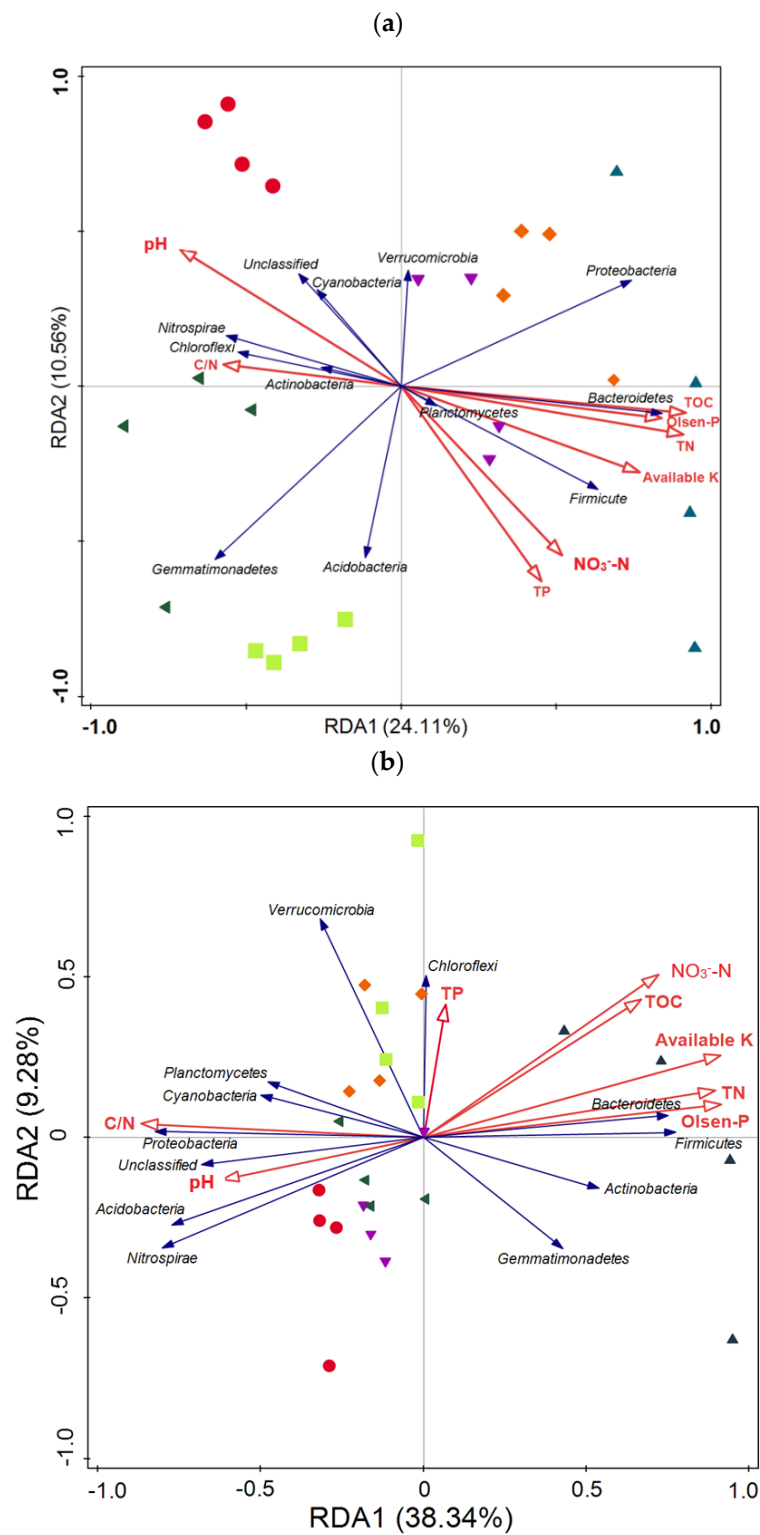 (a)
1.0
pH
Unclassified
Verrucomicrobia
Cyanobacteria
Proteobacteria
Nitrospirae
Chloroflexi
C/N
Actinobacteria
Planctomycetes
Bacteroidetes
TOC
Olsen-P
TN
Available K
Firmicute
NO₃⁻-N
TP
Gemmatimonadetes
Acidobacteria
RDA2 (10.56%)
-1.0
-1.0
RDA1 (24.11%)
1.0
(b)
1.0
Verrucomicrobia
Chloroflexi
TP
NO₃⁻-N
TOC
0.5
Available K
Planctomycetes
Cyanobacteria
TN
Bacteroidetes
Olsen-P
C/N
0
Proteobacteria
Firmicutes
Unclassified
pH
Actinobacteria
Acidobacteria
Nitrospirae
Gemmatimonadetes
RDA2 (9.28%)
-0.5
-1.0
-1.0
-0.5
0
0.5
1.0
RDA1 (38.34%)